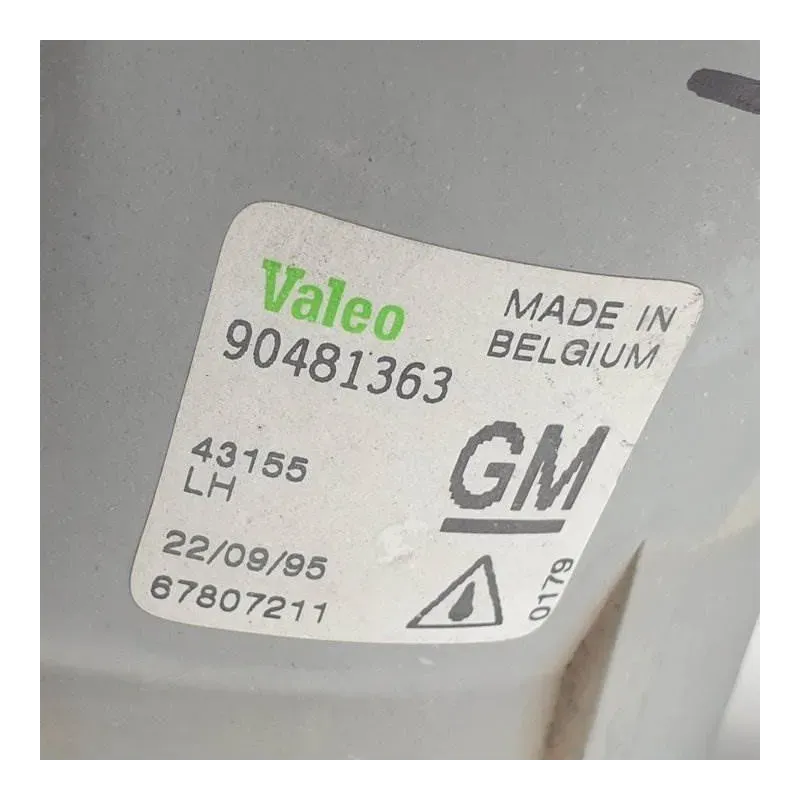 Valeo
90481363
MADE IN
BELGIUM
43155
LH
GM
22/09/95
67807211
0179